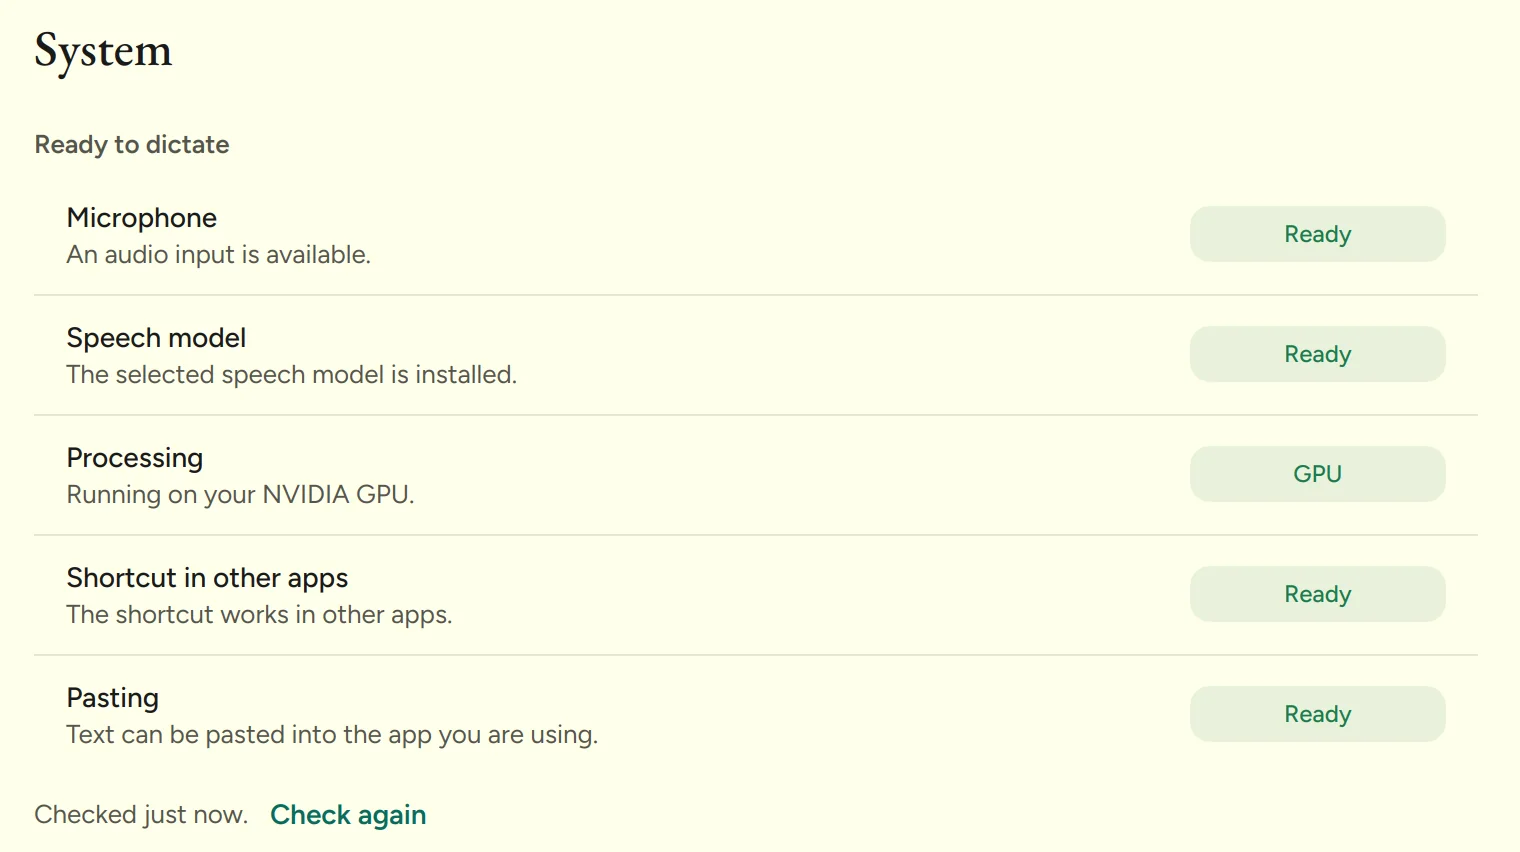 System
Ready to dictate
Microphone
An audio input is available.
Ready
Speech model
The selected speech model is installed.
Ready
Processing
Running on your NVIDIA GPU.
GPU
Shortcut in other apps
The shortcut works in other apps.
Ready
Pasting
Text can be pasted into the app you are using.
Ready
Checked just now. Check again